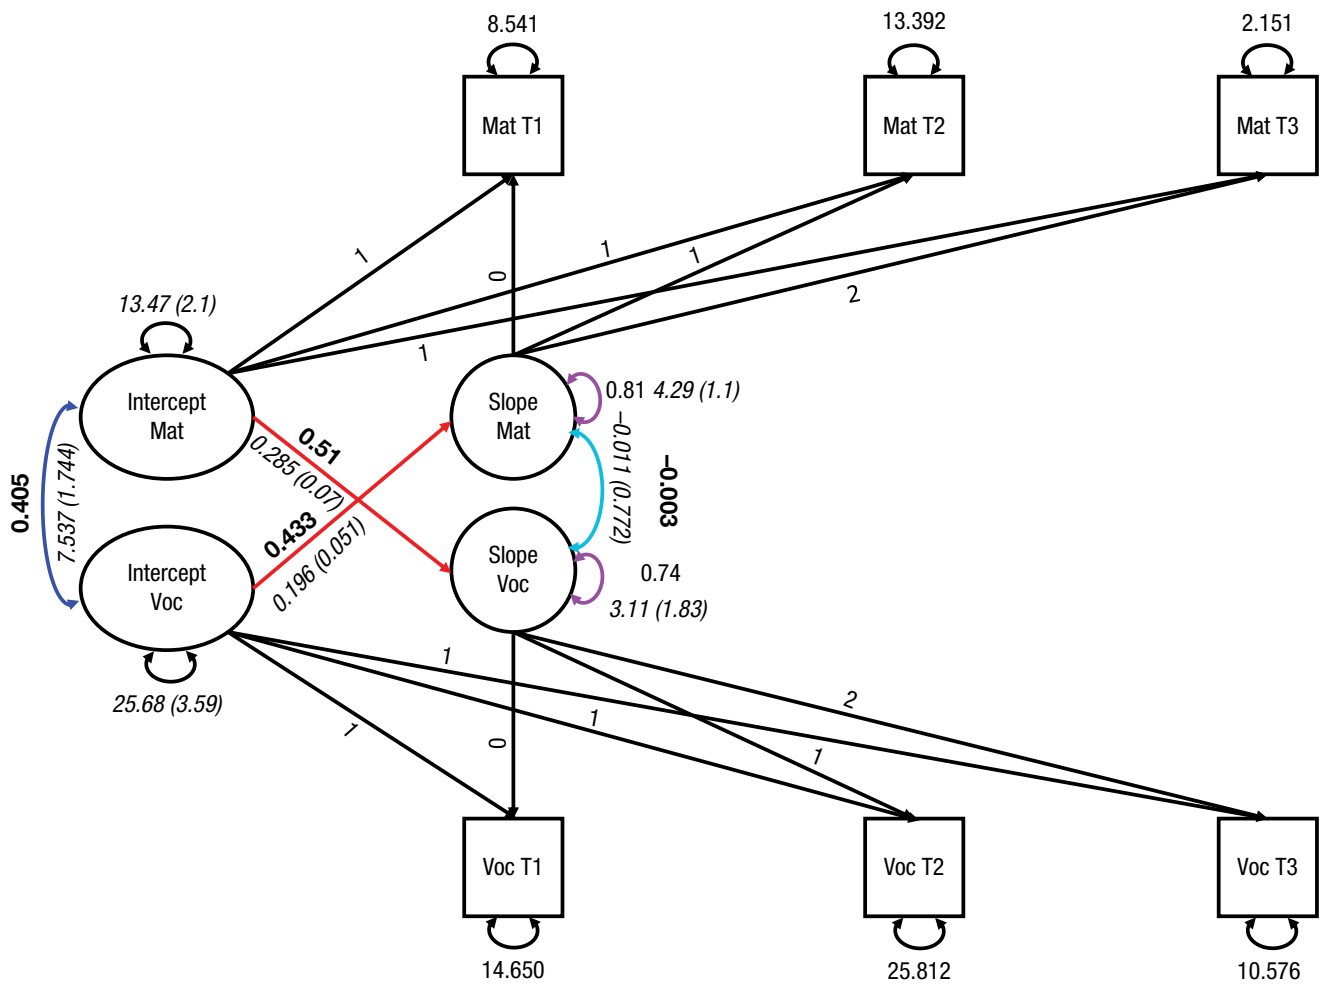 8.541
13.392
2.151
Mat T1
Mat T2
Mat T3
1
1
1
0
2
1
13.47 (2.1)
Intercept
Mat
Slope
Mat
0.81 4.29 (1.1)
0.51
0.285 (0.07)
−0.011 (0.772)
−0.003
0.405
7.537 (1.744)
0.433
0.196 (0.051)
Intercept
Voc
Slope
Voc
0.74
3.11 (1.83)
25.68 (3.59)
1
2
1
1
0
1
Voc T1
Voc T2
Voc T3
14.650
25.812
10.576